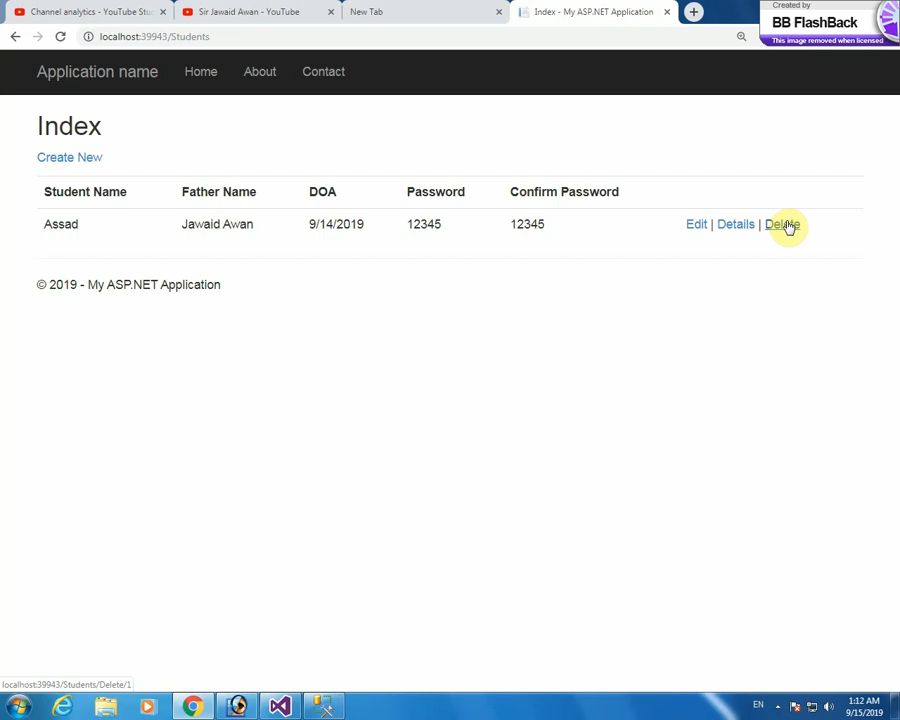 Channel analytics - YouTube Stuc
Sir Jawaid Awan - YouTube
New Tab
Index - My ASP.NET Application
Created by
BB FlashBack
This image removed when licensed
localhost:39943/Students
Application name
Home
About
Contact
Index
Create New
Student Name Father Name DOA Password Confirm Password
Assad Jawaid Awan 9/14/2019 12345 12345 Edit | Details | Delete
© 2019 - My ASP.NET Application
localhost:39943/Students/Delete/1
EN
1:12 AM
9/15/2019